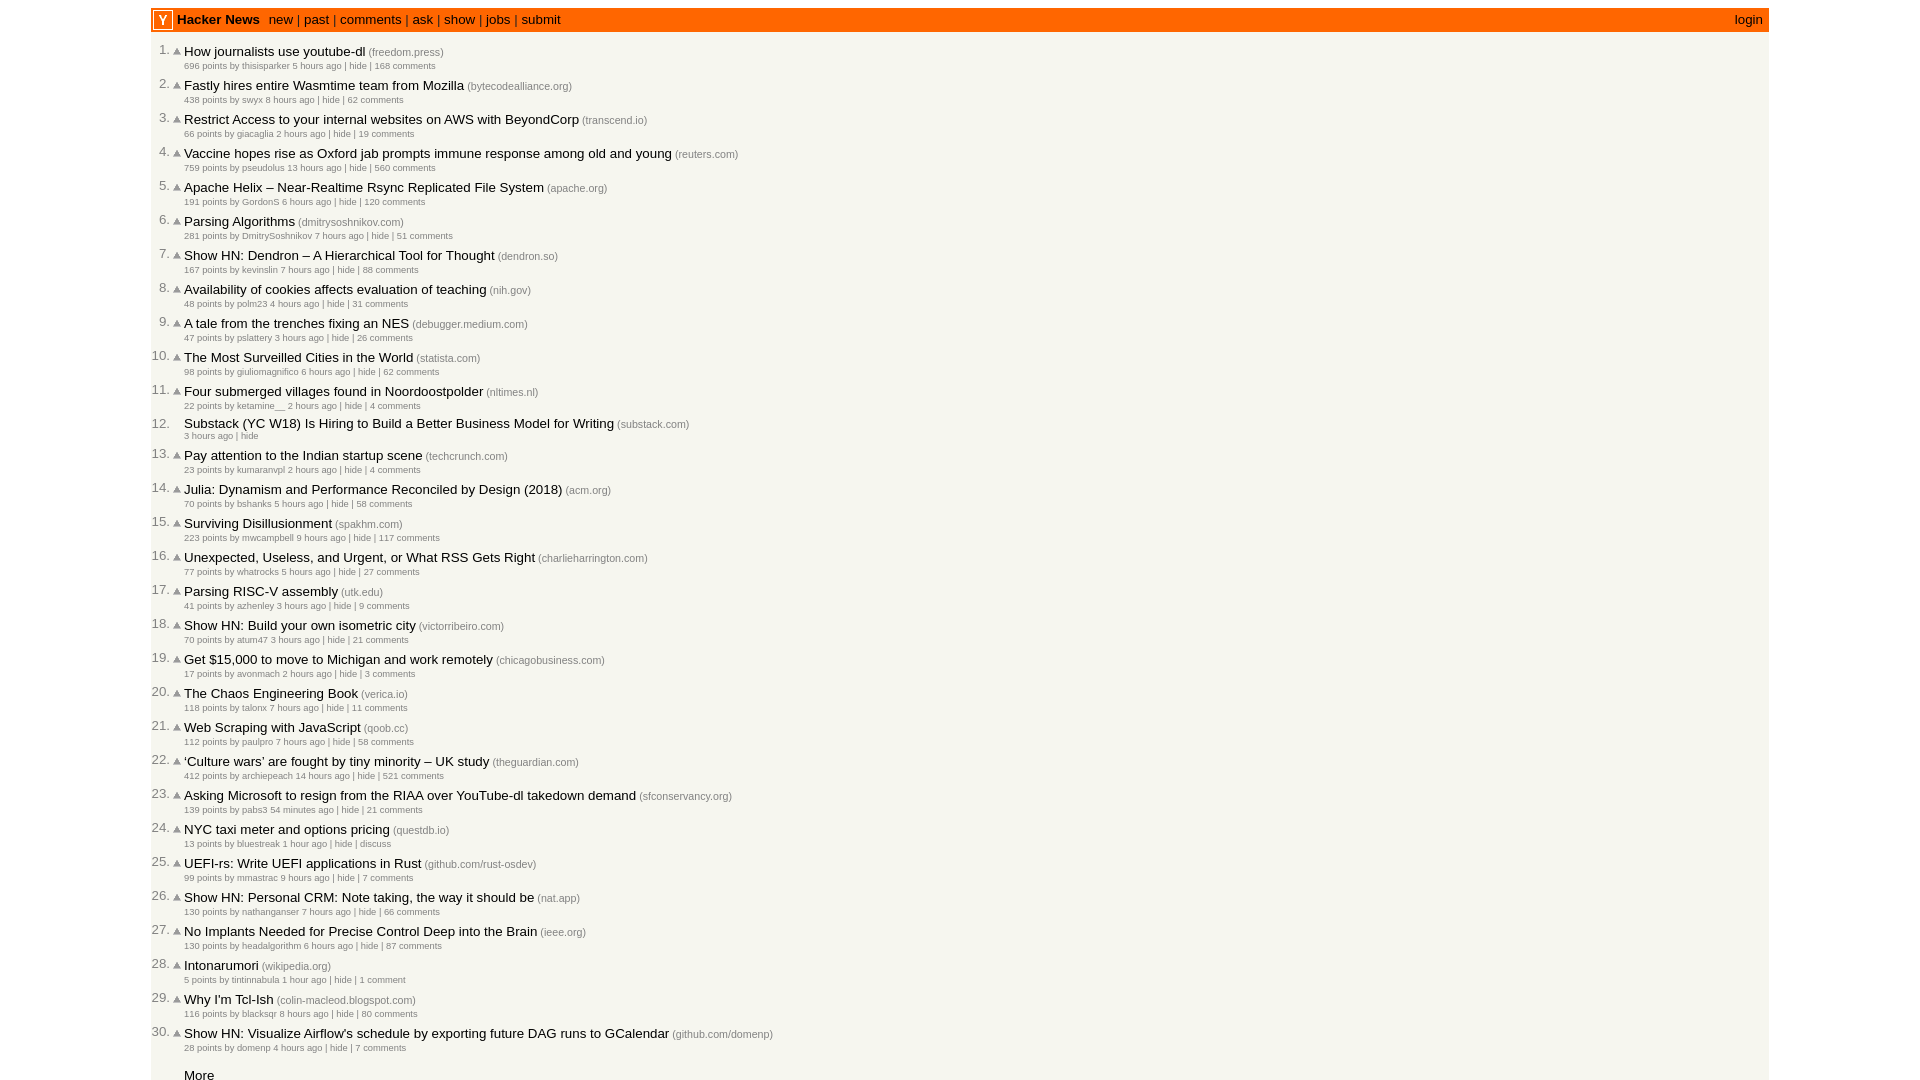 Y Hacker News new | past | comments | ask | show | jobs | submit login
1. How journalists use youtube-dl (freedom.press)
696 points by thisisparker 5 hours ago | hide | 168 comments
2. Fastly hires entire Wasmtime team from Mozilla (bytecodealliance.org)
438 points by swyx 8 hours ago | hide | 62 comments
3. Restrict Access to your internal websites on AWS with BeyondCorp (transcend.io)
66 points by giacaglia 2 hours ago | hide | 19 comments
4. Vaccine hopes rise as Oxford jab prompts immune response among old and young (reuters.com)
759 points by pseudolus 13 hours ago | hide | 560 comments
5. Apache Helix – Near-Realtime Rsync Replicated File System (apache.org)
191 points by GordonS 6 hours ago | hide | 120 comments
6. Parsing Algorithms (dmitrysoshnikov.com)
281 points by DmitrySoshnikov 7 hours ago | hide | 51 comments
7. Show HN: Dendron – A Hierarchical Tool for Thought (dendron.so)
167 points by kevinslin 7 hours ago | hide | 88 comments
8. Availability of cookies affects evaluation of teaching (nih.gov)
48 points by polm23 4 hours ago | hide | 31 comments
9. A tale from the trenches fixing an NES (debugger.medium.com)
47 points by pslattery 3 hours ago | hide | 26 comments
10. The Most Surveilled Cities in the World (statista.com)
98 points by giuliomagnifico 6 hours ago | hide | 62 comments
11. Four submerged villages found in Noordoostpolder (nltimes.nl)
22 points by ketamine__ 2 hours ago | hide | 4 comments
12. Substack (YC W18) Is Hiring to Build a Better Business Model for Writing (substack.com)
3 hours ago | hide
13. Pay attention to the Indian startup scene (techcrunch.com)
23 points by kumaranvpl 2 hours ago | hide | 4 comments
14. Julia: Dynamism and Performance Reconciled by Design (2018) (acm.org)
70 points by bshanks 5 hours ago | hide | 58 comments
15. Surviving Disillusionment (spakhm.com)
223 points by mwcampbell 9 hours ago | hide | 117 comments
16. Unexpected, Useless, and Urgent, or What RSS Gets Right (charlieharrington.com)
77 points by whatrocks 5 hours ago | hide | 27 comments
17. Parsing RISC-V assembly (utk.edu)
41 points by azhenley 3 hours ago | hide | 9 comments
18. Show HN: Build your own isometric city (victorribeiro.com)
70 points by atum47 3 hours ago | hide | 21 comments
19. Get $15,000 to move to Michigan and work remotely (chicagobusiness.com)
17 points by avonmach 2 hours ago | hide | 3 comments
20. The Chaos Engineering Book (verica.io)
118 points by talonx 7 hours ago | hide | 11 comments
21. Web Scraping with JavaScript (qoob.cc)
112 points by paulpro 7 hours ago | hide | 58 comments
22. ‘Culture wars’ are fought by tiny minority – UK study (theguardian.com)
412 points by archiepeach 14 hours ago | hide | 521 comments
23. Asking Microsoft to resign from the RIAA over YouTube-dl takedown demand (sfconservancy.org)
139 points by pabs3 54 minutes ago | hide | 21 comments
24. NYC taxi meter and options pricing (questdb.io)
13 points by bluestreak 1 hour ago | hide | discuss
25. UEFI-rs: Write UEFI applications in Rust (github.com/rust-osdev)
99 points by mmastrac 9 hours ago | hide | 7 comments
26. Show HN: Personal CRM: Note taking, the way it should be (nat.app)
130 points by nathanganser 7 hours ago | hide | 66 comments
27. No Implants Needed for Precise Control Deep into the Brain (ieee.org)
130 points by headalgorithm 6 hours ago | hide | 87 comments
28. Intonarumori (wikipedia.org)
5 points by tintinnabula 1 hour ago | hide | 1 comment
29. Why I'm Tcl-Ish (colin-macleod.blogspot.com)
116 points by blacksqr 8 hours ago | hide | 80 comments
30. Show HN: Visualize Airflow's schedule by exporting future DAG runs to GCalendar (github.com/domenp)
28 points by domenp 4 hours ago | hide | 7 comments
More